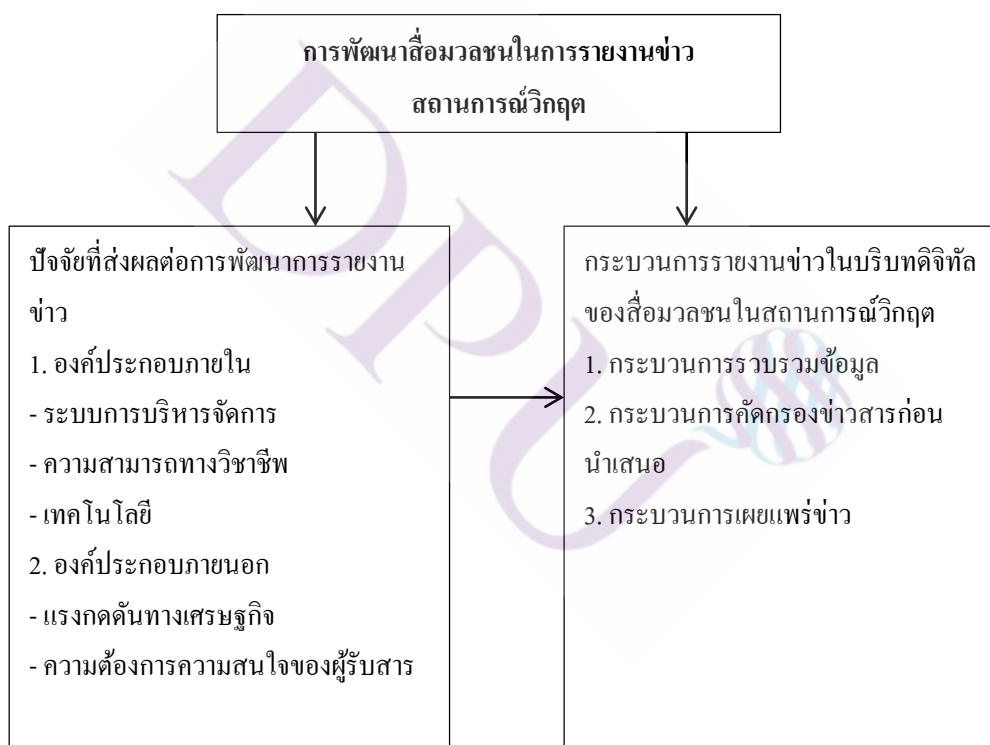 การพัฒนาสื่อมวลชนในการรายงานข่าว
สถานการณ์วิกฤต
ปัจจัยที่ส่งผลต่อการพัฒนาการรายงาน
ข่าว
1. องค์ประกอบภายใน
- ระบบการบริหารจัดการ
- ความสามารถทางวิชาชีพ
- เทคโนโลยี
2. องค์ประกอบภายนอก
- แรงกดดันทางเศรษฐกิจ
- ความต้องการความสนใจของผู้รับสาร
กระบวนการรายงานข่าวในบริบทดิจิทัล
ของสื่อมวลชนในสถานการณ์วิกฤต
1. กระบวนการรวบรวมข้อมูล
2. กระบวนการคัดกรองข่าวสารก่อน
นำเสนอ
3. กระบวนการเผยแพร่ข่าว
DPU